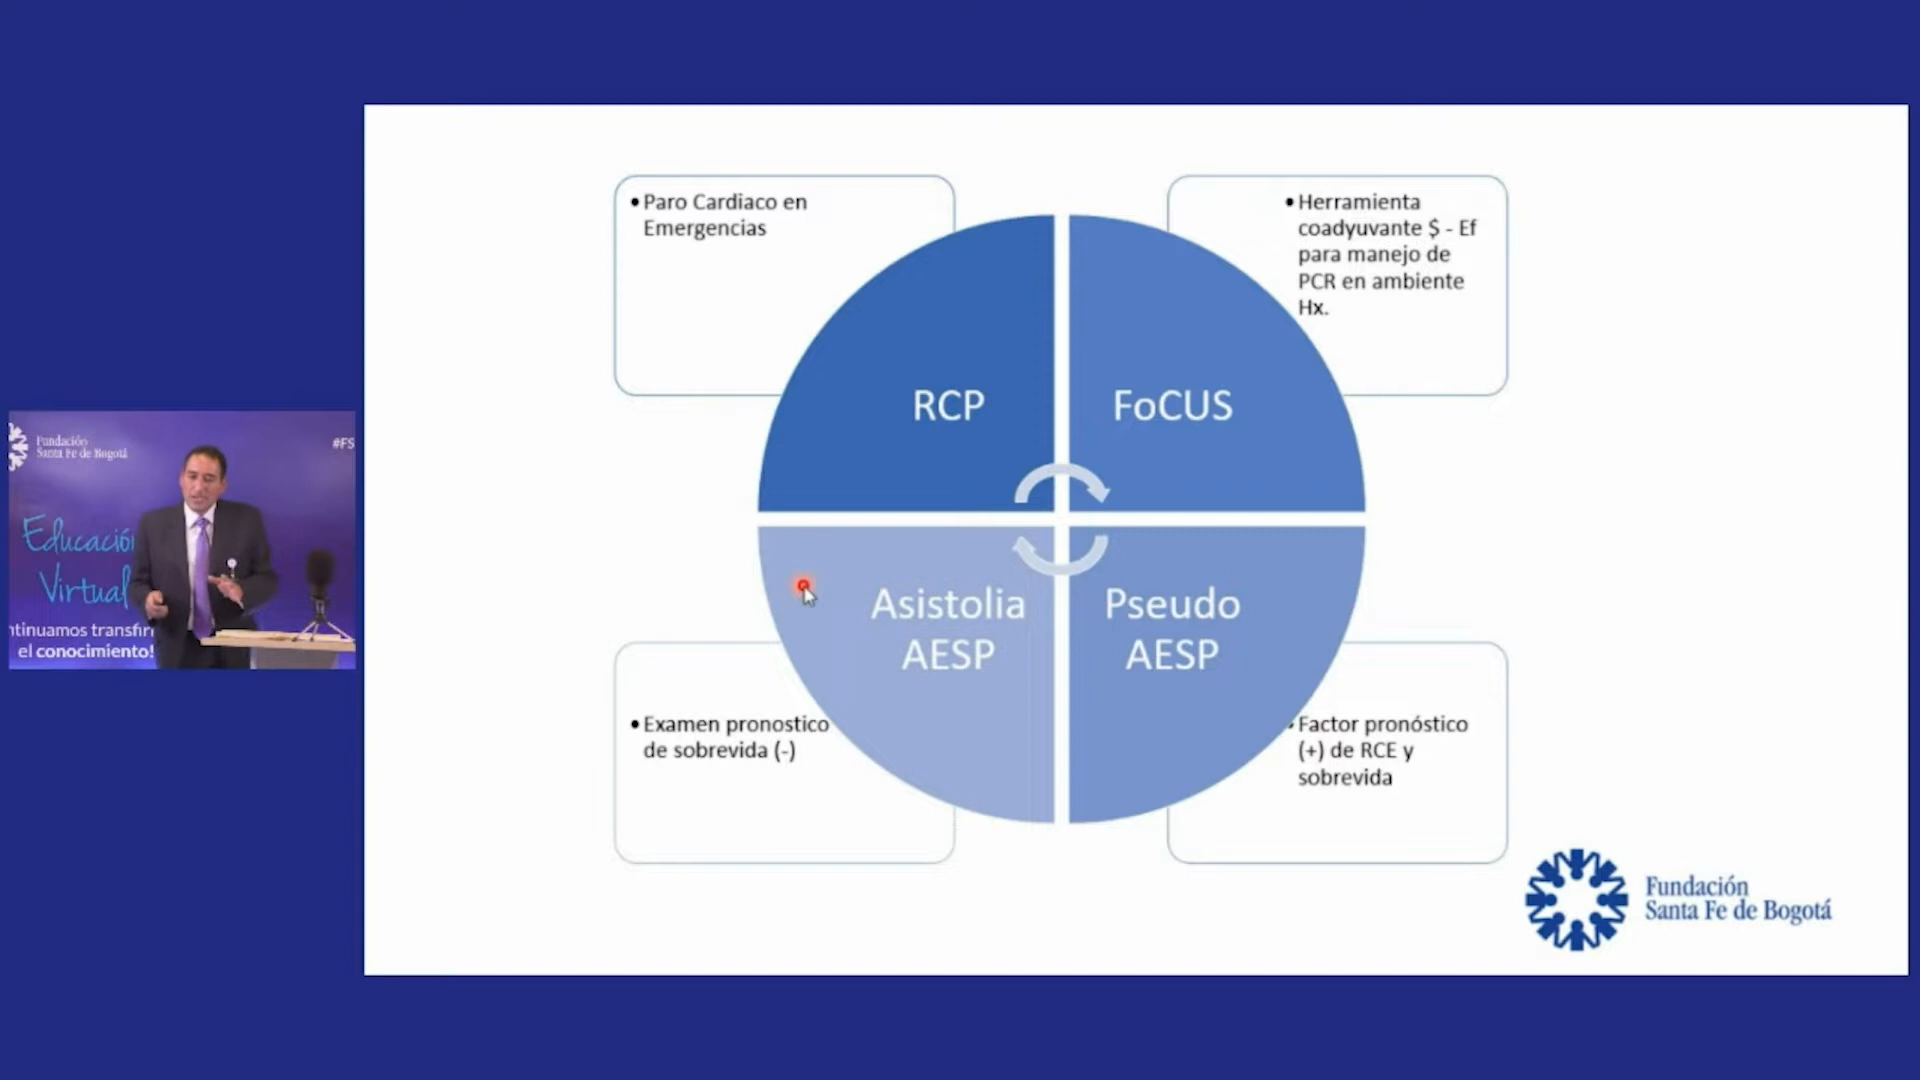 • Paro Cardiaco en
Emergencias
• Herramienta
coadyuvante $ - Ef
para manejo de
PCR en ambiente
Hx.
RCP
FoCUS
Asistolia
AESP
Pseudo
AESP
• Examen pronostico
de sobrevida (-)
• Factor pronóstico
(+) de RCE y
sobrevida
Fundación
Santa Fe de Bogotá
Fundación
Santa Fe de Bogotá
#FS
Educación
Virtual
ntinuamos transfir
el conocimiento!